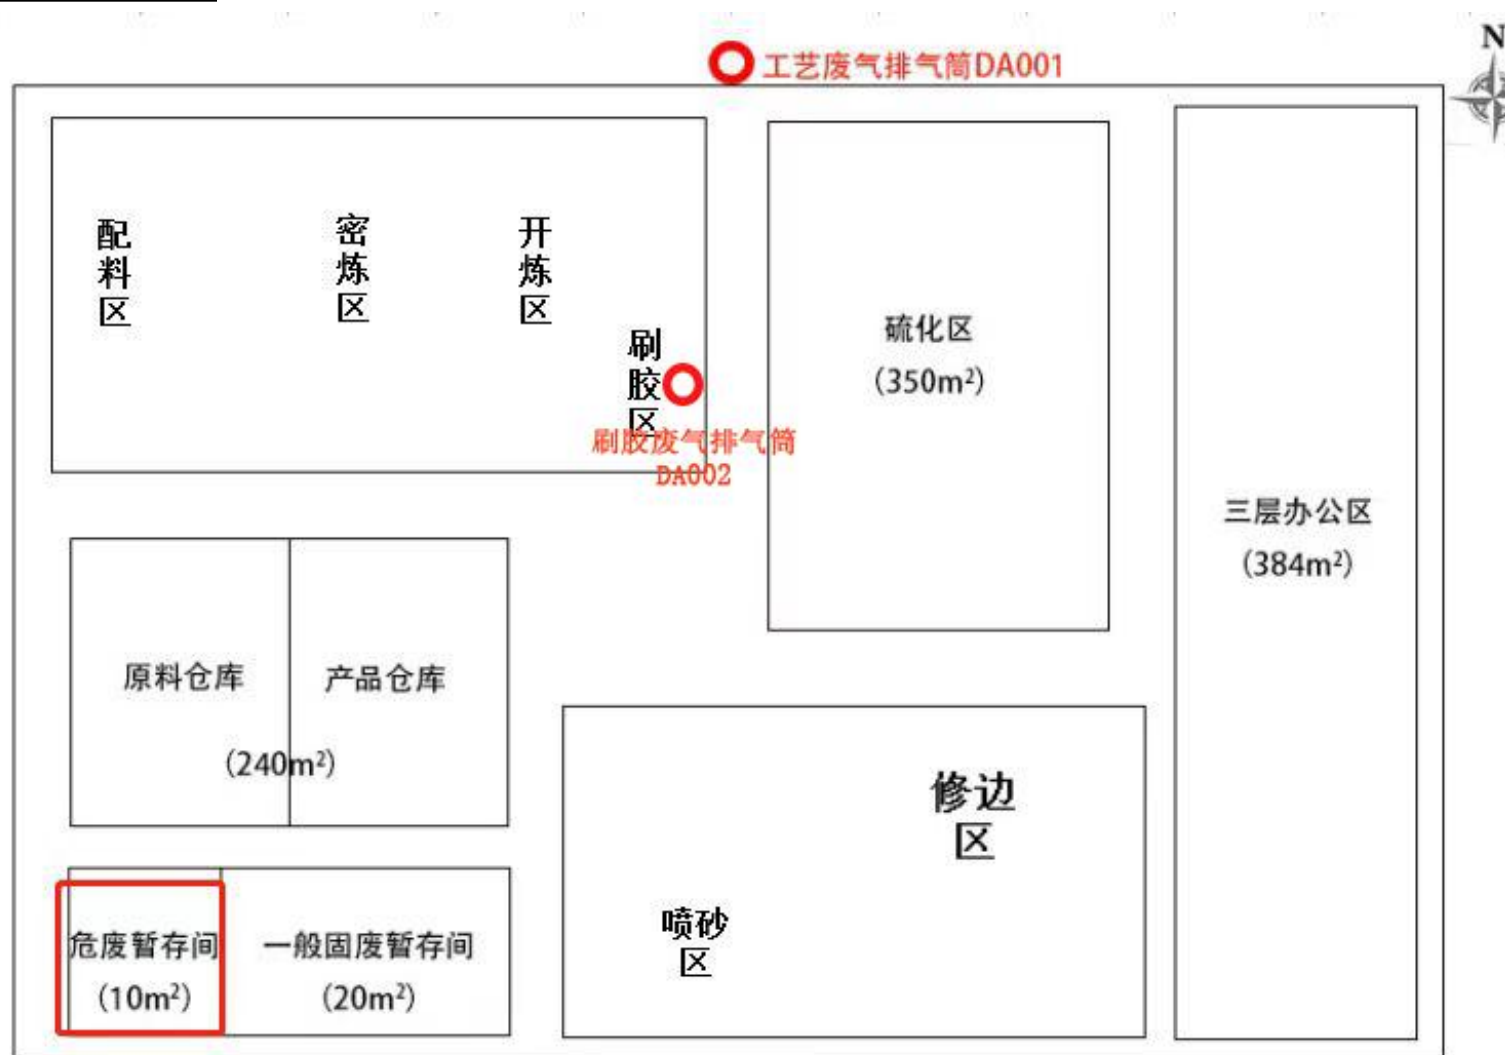 N
工艺废气排气筒DA001
配料区
密炼区
开炼区
刷胶区
刷胶废气排气筒
DA002
硫化区
(350m²)
三层办公区
(384m²)
原料仓库
产品仓库
(240m²)
修边
区
喷砂
区
危废暂存间
(10m²)
一般固废暂存间
(20m²)